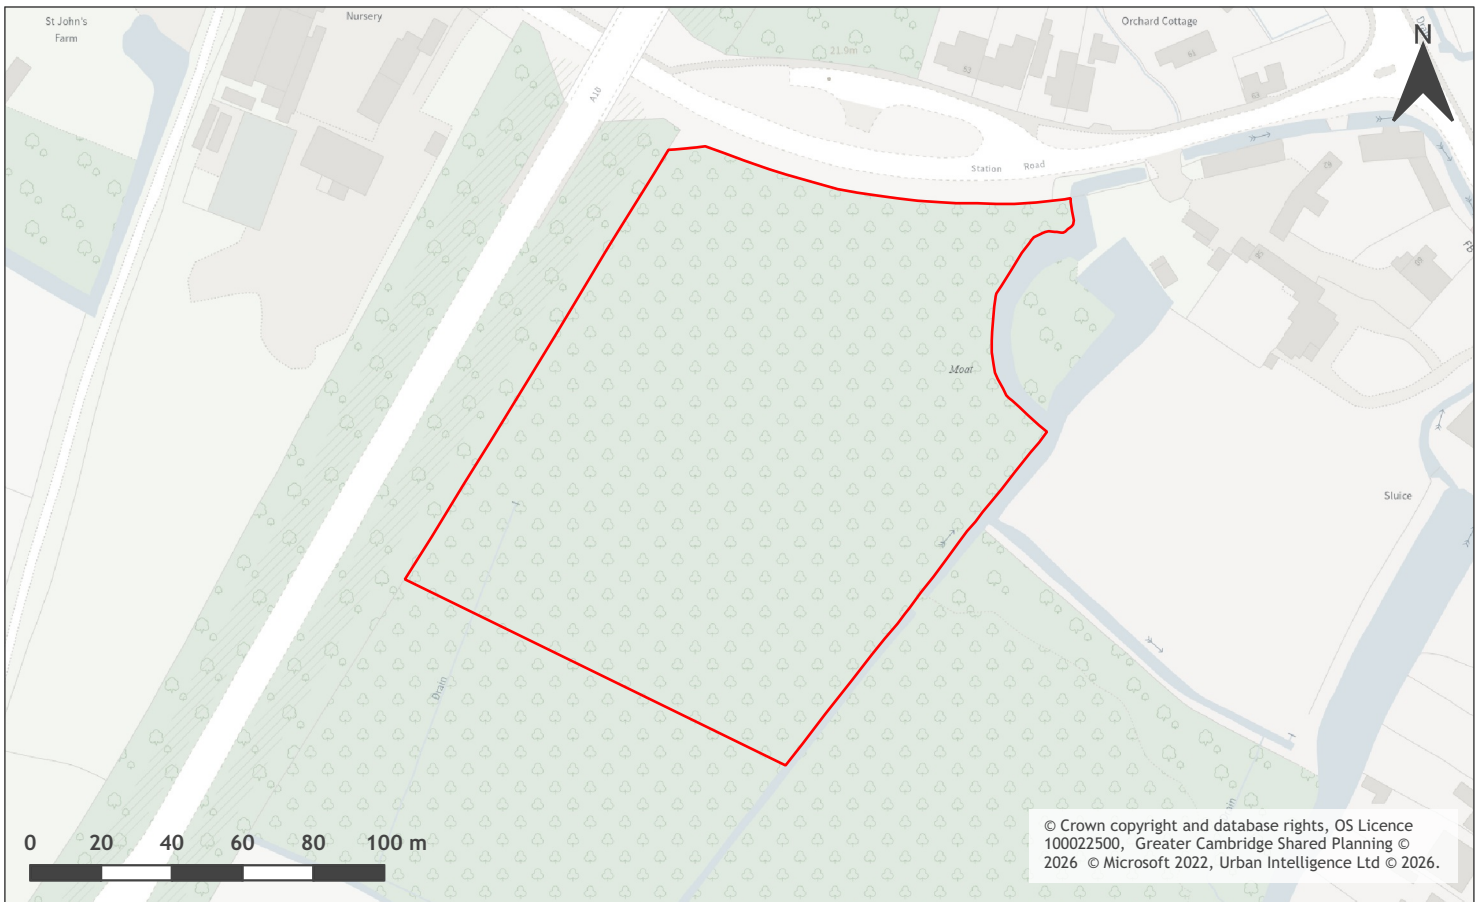 St John's
Farm
Nursery
Orchard Cottage
N
21.9m
53
A10
Station Road
Moat
Sluice
Drain
0 20 40 60 80 100 m
© Crown copyright and database rights, OS Licence
100022500, Greater Cambridge Shared Planning ©
2026 © Microsoft 2022, Urban Intelligence Ltd © 2026.